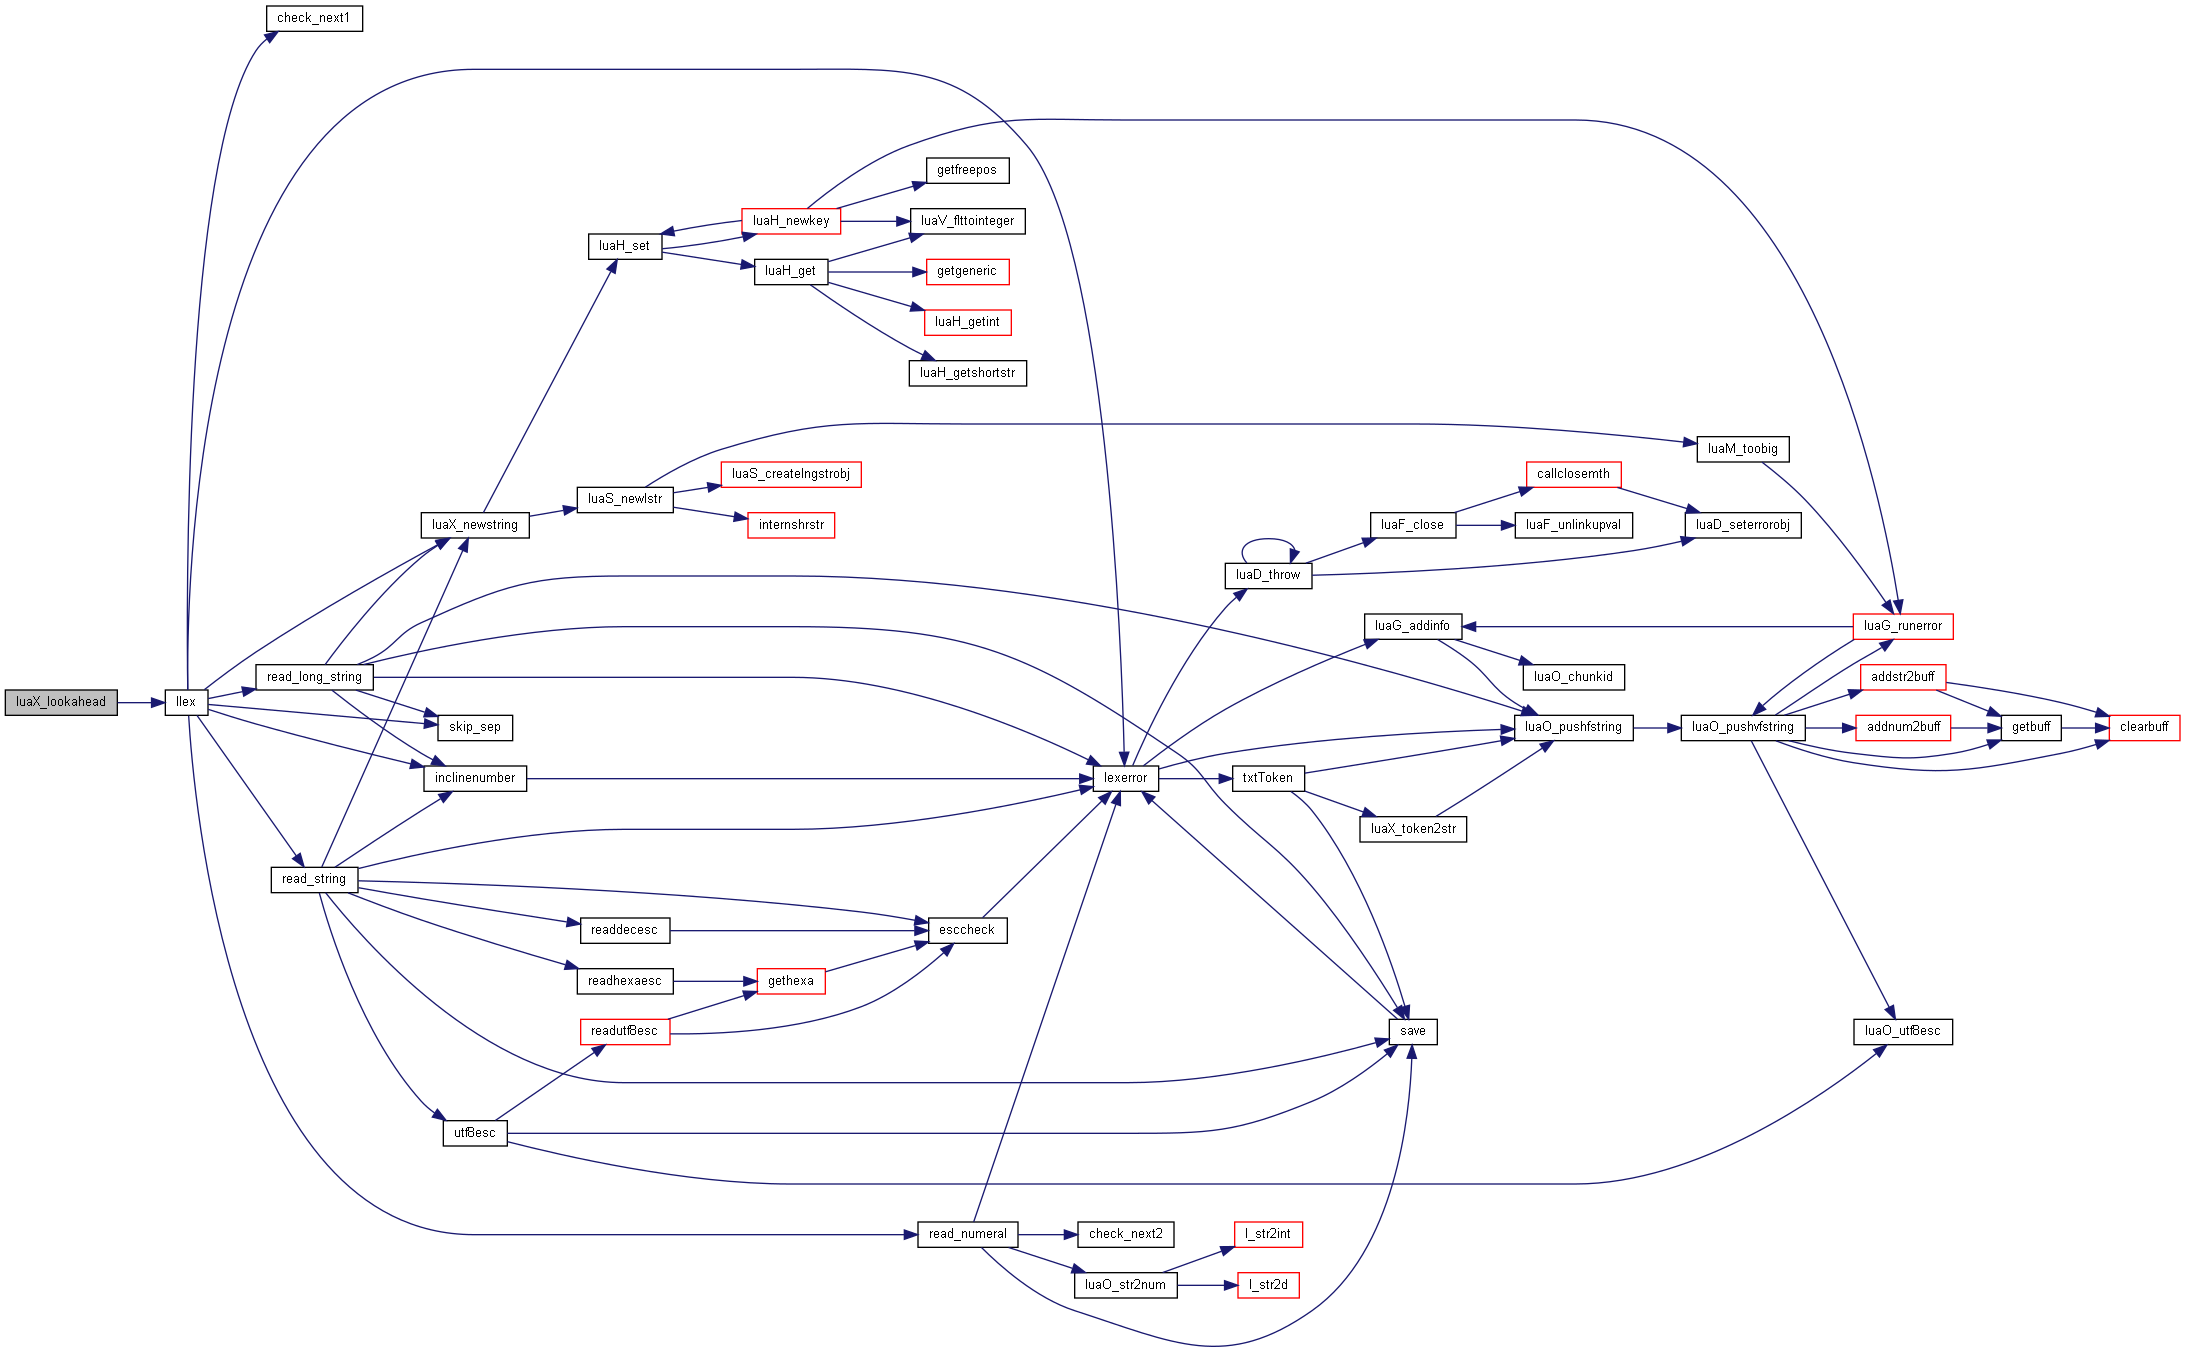 check_next1
getfreepos
luaH_newkey
luaV_flttointeger
luaH_set
luaH_get
getgeneric
luaH_getint
luaH_getshortstr
luaM_toobig
luaS_createlngstrobj
callclosemth
luaS_newlstr
luaX_newstring
internshrstr
luaF_close
luaF_unlinkupval
luaD_seterrorobj
luaD_throw
luaG_addinfo
luaG_runerror
read_long_string
luaO_chunkid
addstr2buff
luaX_lookahead
llex
skip_sep
luaO_pushfstring
luaO_pushvfstring
addnum2buff
getbuff
clearbuff
inclinenumber
lexerror
txtToken
luaX_token2str
read_string
readdecesc
esccheck
readhexaesc
gethexa
readutf8esc
save
luaO_utf8esc
utf8esc
read_numeral
check_next2
l_str2int
luaO_str2num
l_str2d